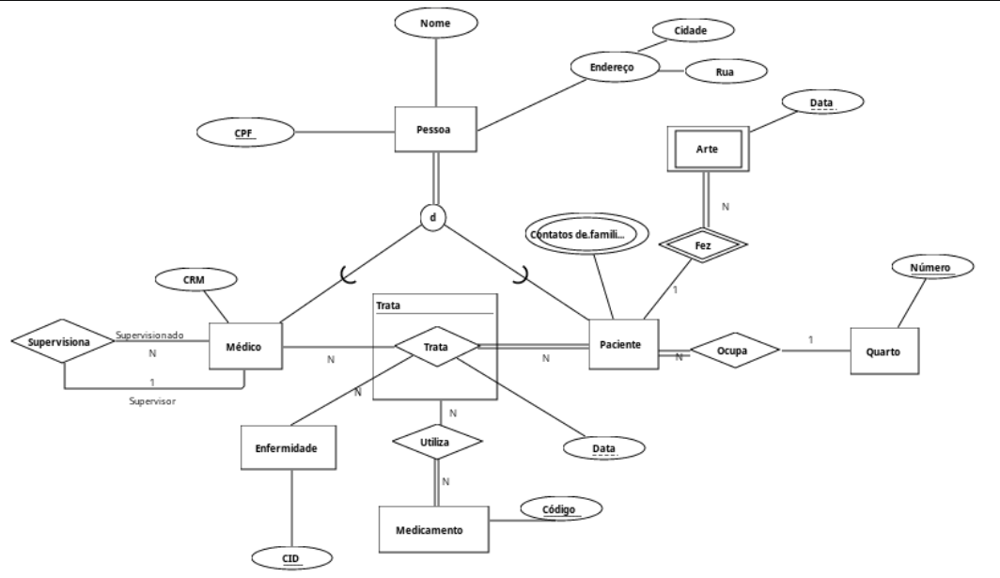 Nome
Cidade
Endereço
Rua
Data
CPF
Pessoa
Arte
N
d
Contatos de famili...
Fez
CRM
Número
1
Trata
Supervisiona
Supervisionado
Médico
Trata
Paciente
Ocupa
1
Quarto
N
N
N
N
1
Supervisor
N
N
Enfermidade
Utiliza
Data
N
Código
Medicamento
CID